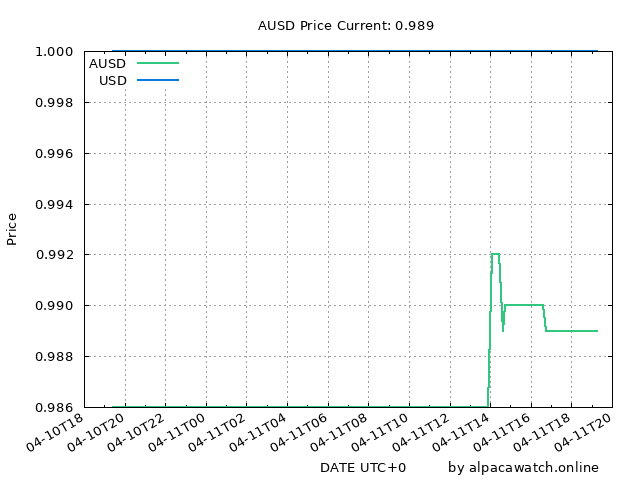 AUSD Price Current: 0.989
1.000
AUSD
USD
0.998
0.996
0.994
Price
0.992
0.990
0.988
0.986
04-10T18 04-10T20 04-10T22 04-11T00 04-11T02 04-11T04 04-11T06 04-11T08 04-11T10 04-11T12 04-11T14 04-11T16 04-11T18 04-11T20
DATE UTC+0 by alpacawatch.online